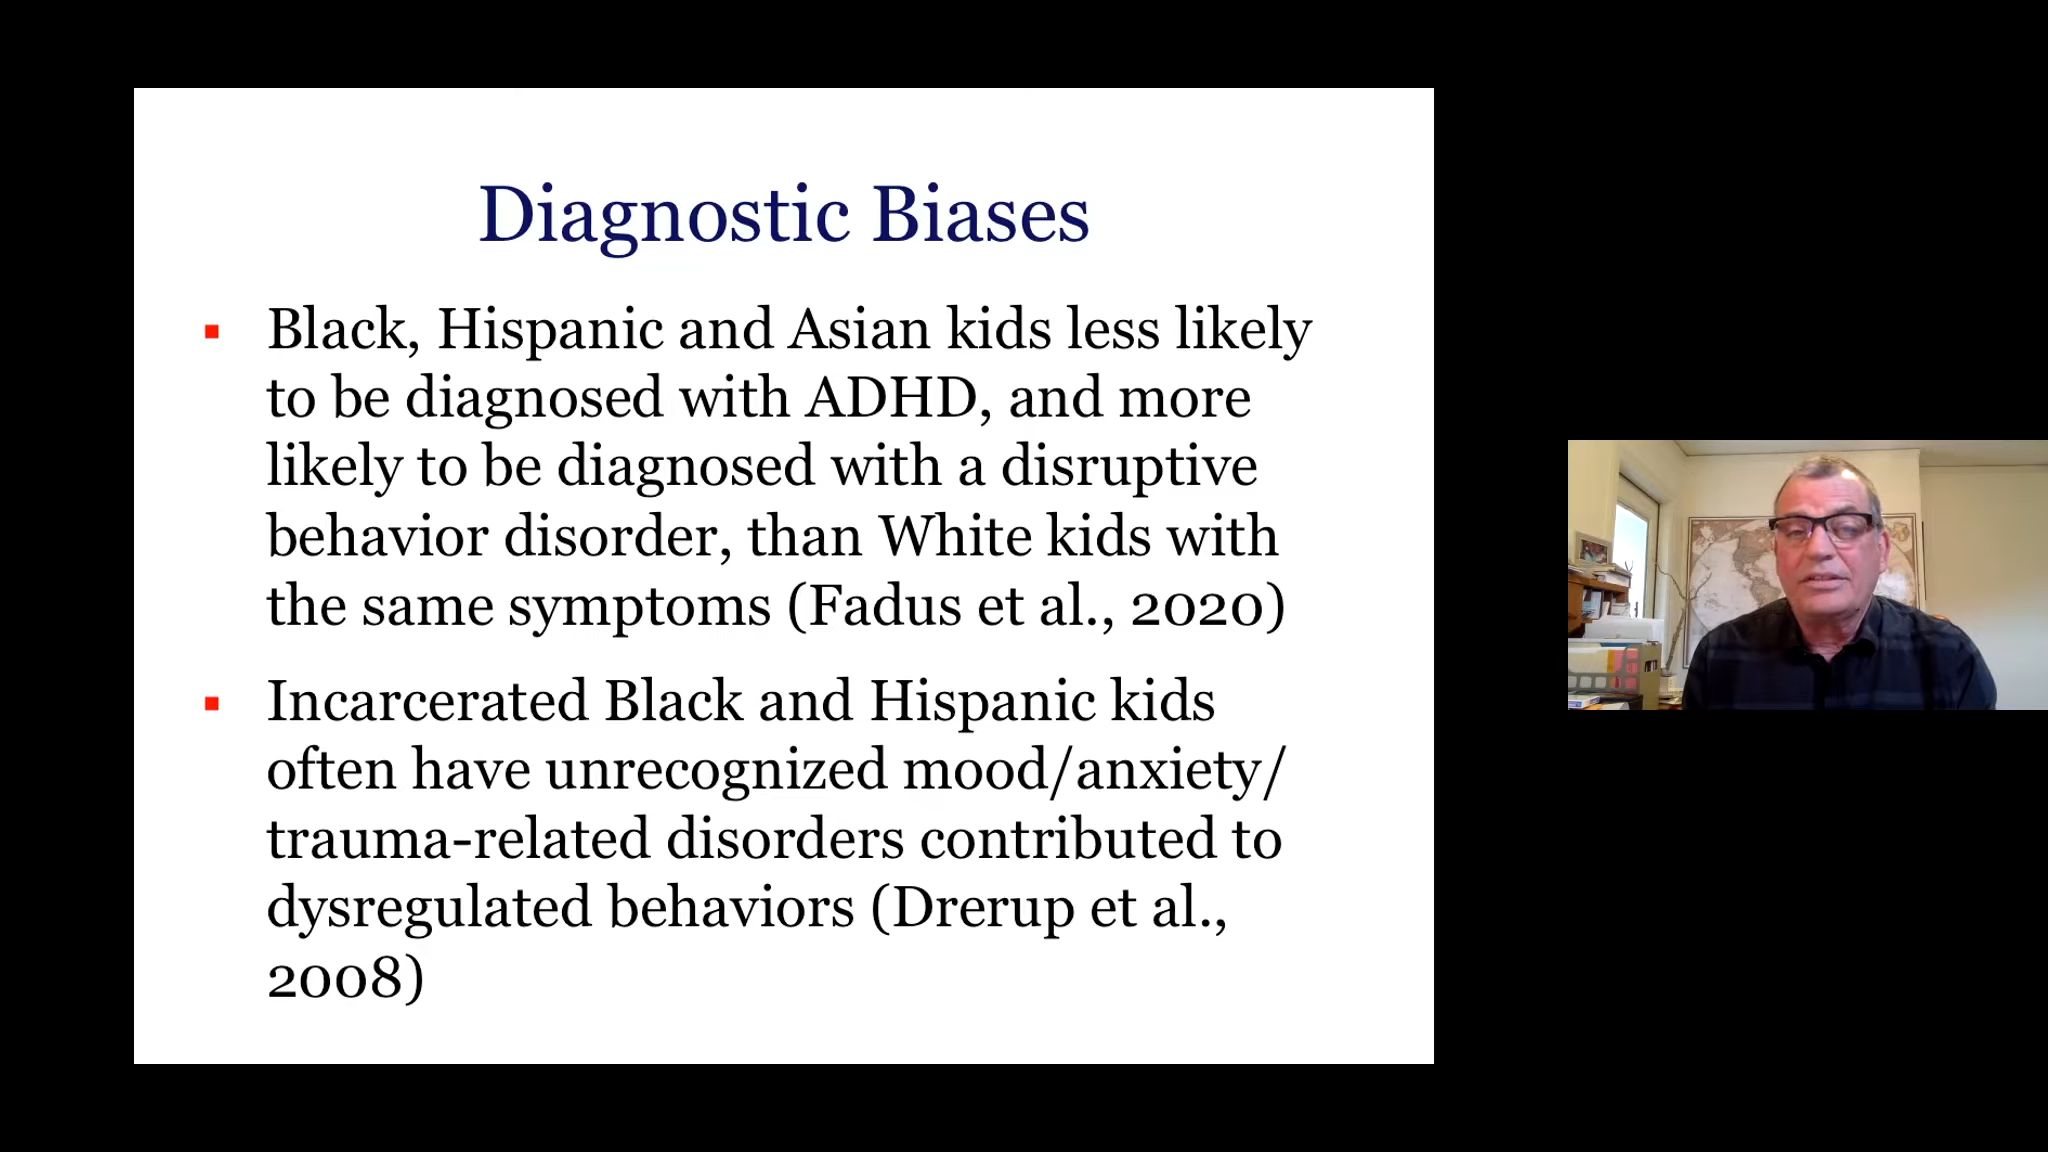 Diagnostic Biases
Black, Hispanic and Asian kids less likely
to be diagnosed with ADHD, and more
likely to be diagnosed with a disruptive
behavior disorder, than White kids with
the same symptoms (Fadus et al., 2020)
Incarcerated Black and Hispanic kids
often have unrecognized mood/anxiety/
trauma-related disorders contributed to
dysregulated behaviors (Drerup et al.,
2008)